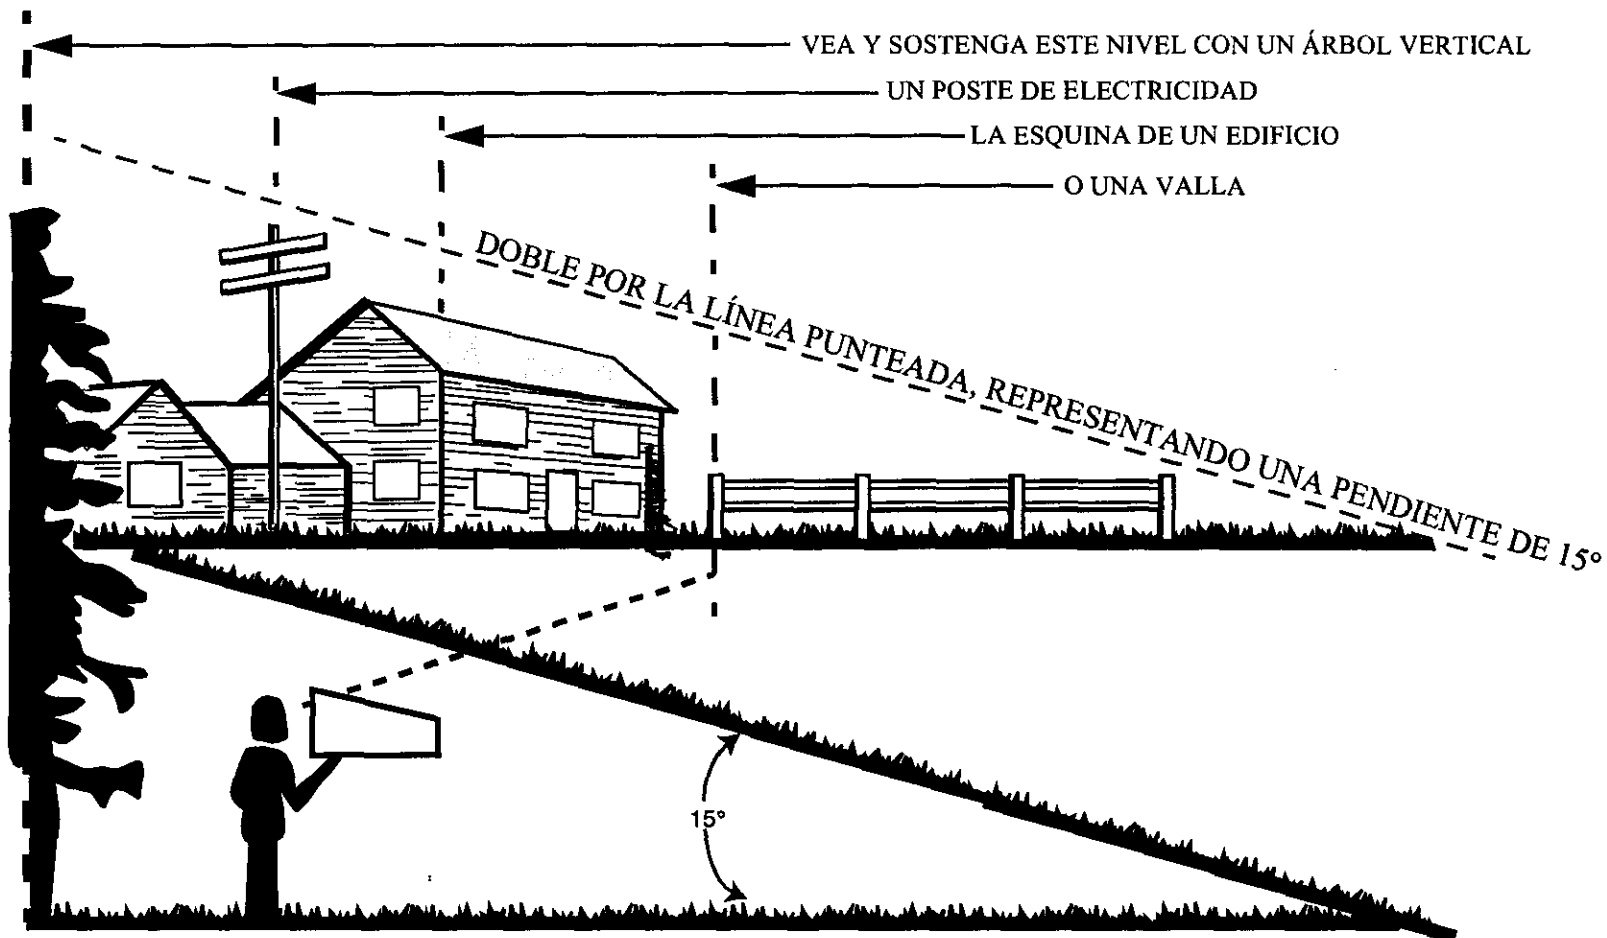 VEA Y SOSTENGA ESTE NIVEL CON UN ÁRBOL VERTICAL
UN POSTE DE ELECTRICIDAD
LA ESQUINA DE UN EDIFICIO
O UNA VALLA
DOBLE POR LA LÍNEA PUNTEADA, REPRESENTANDO UNA PENDIENTE DE 15°
15°